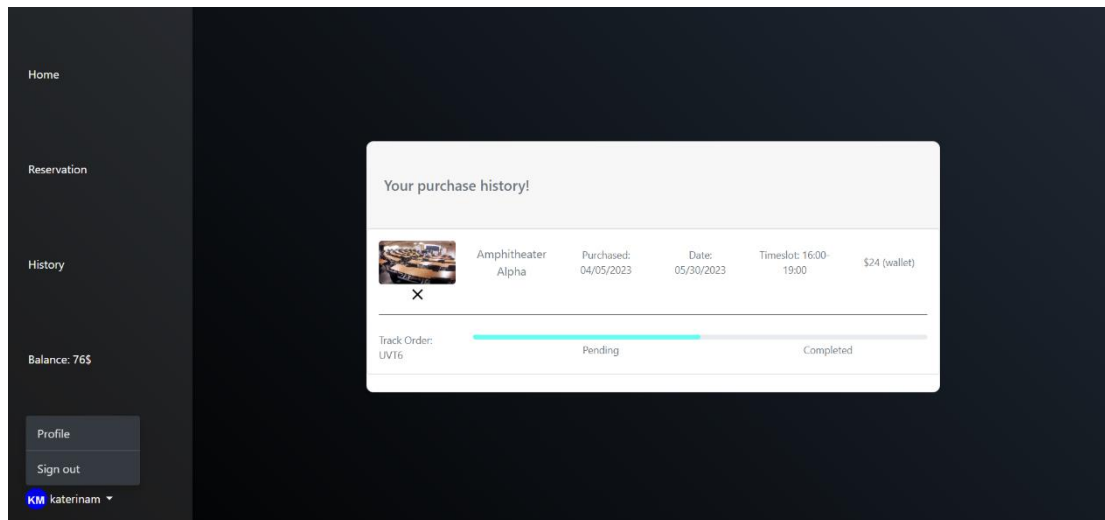 Home
Reservation
History
Balance: 76$
Profile
Sign out
KM katerinam
Your purchase history!
Amphitheater
Alpha
Purchased:
04/05/2023
Date:
05/30/2023
Timeslot: 16:00-
19:00
$24 (wallet)
Track Order:
UVT6
Pending
Completed